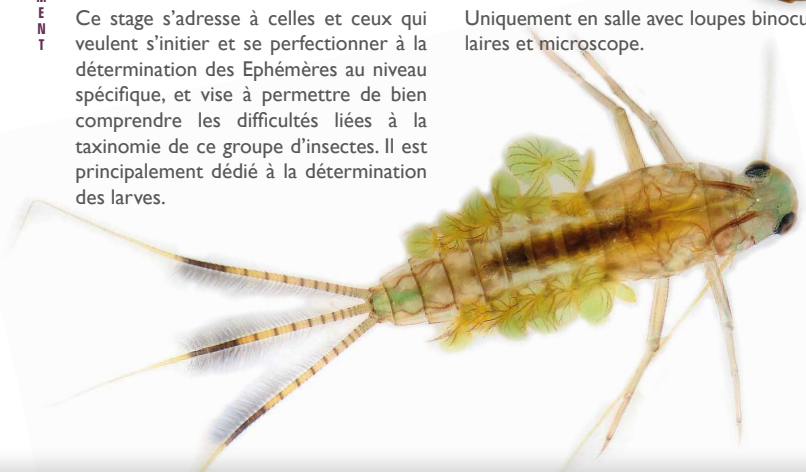 MENT
Ce stage s’adresse à celles et ceux qui
veulent s’initier et se perfectionner à la
détermination des Ephémères au niveau
spécifique, et vise à permettre de bien
comprendre les difficultés liées à la
taxinomie de ce groupe d’insectes. Il est
principalement dédié à la détermination
des larves.
Uniquement en salle avec loupes binocu
laires et microscope.